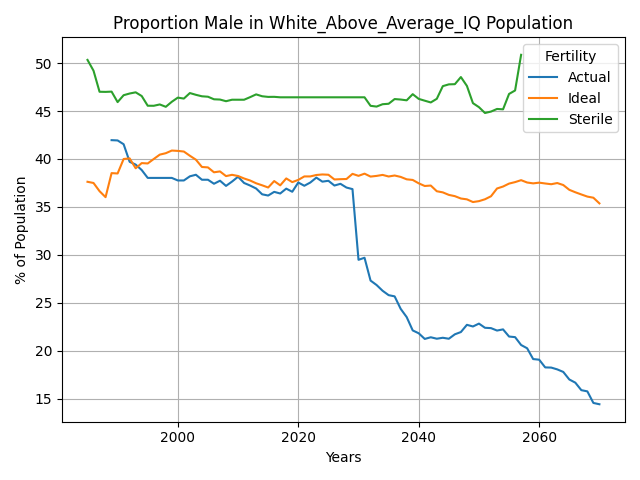 Proportion Male in White_Above_Average_IQ Population
Fertility
Actual
Ideal
Sterile
% of Population
50
45
40
35
30
25
20
15
2000
2020
2040
2060
Years